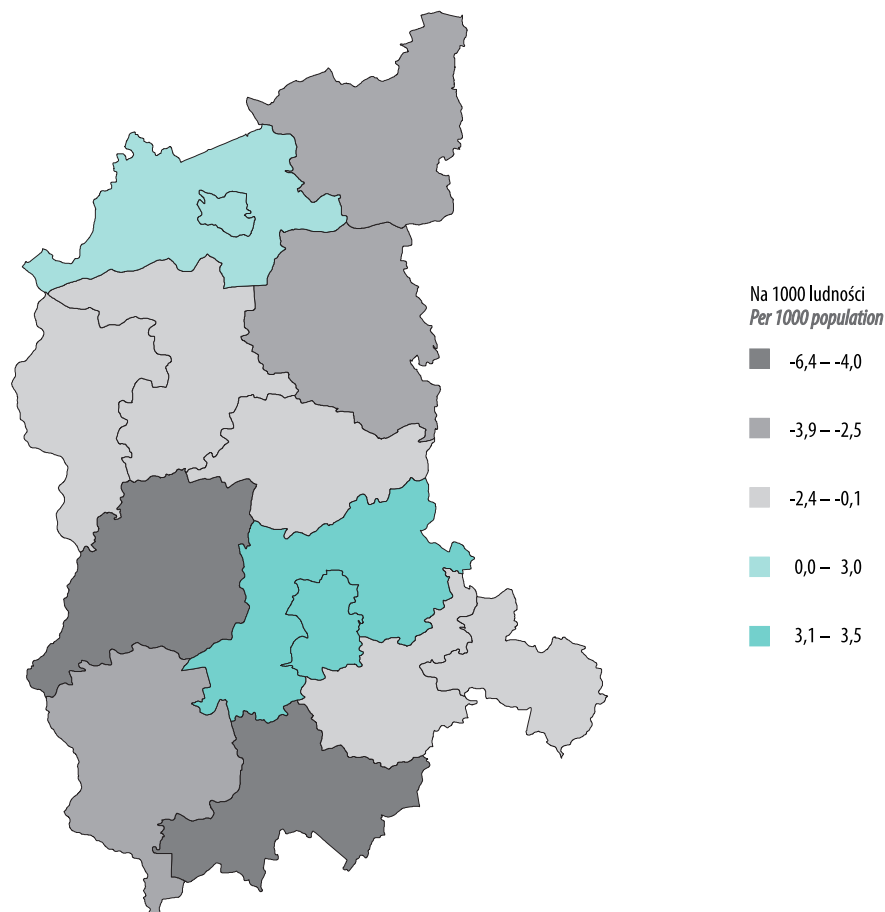 Na 1000 ludności
Per 1000 population
-6,4 – -4,0
-3,9 – -2,5
-2,4 – -0,1
0,0 – 3,0
3,1 – 3,5